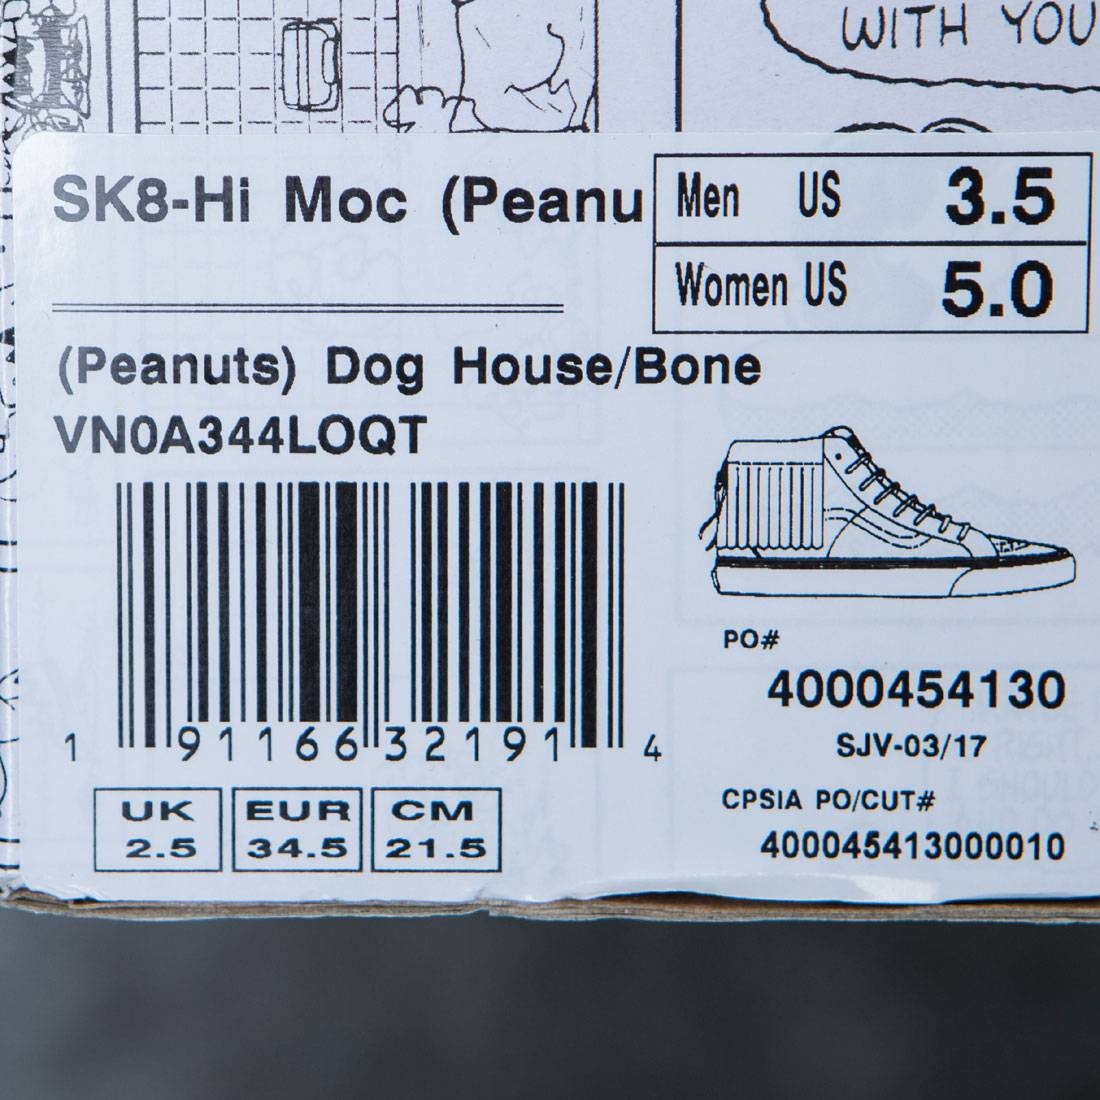 WITH YOU
SK8-Hi Moc (Peanu
Men US 3.5
Women US 5.0
(Peanuts) Dog House/Bone
VN0A344LOQT
1 91166 32191 4
PO#
4000454130
SJV-03/17
CPSIA PO/CUT#
400045413000010
UK EUR CM
2.5 34.5 21.5